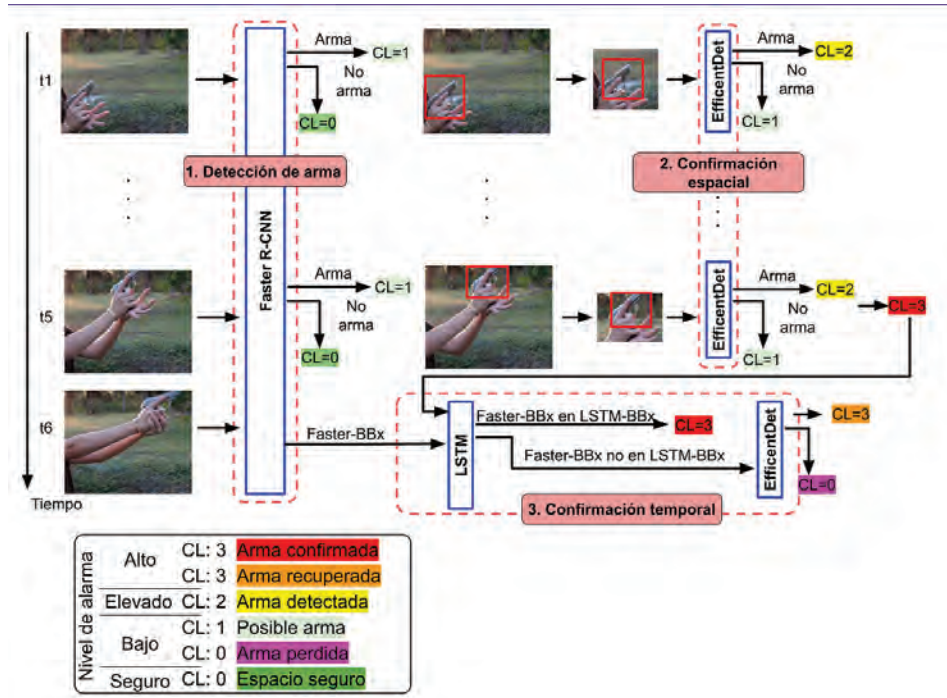 t1
Arma
CL=1
No
arma
CL=0
Arma
CL=2
No
arma
CL=1
EfficentDet
1. Detección de arma
2. Confirmación
espacial
Faster R-CNN
t5
Arma
CL=1
No
arma
CL=0
Arma
CL=2
No
arma
CL=1
EfficentDet
CL=3
t6
Faster-BBx
LSTM
Faster-BBx en LSTM-BBx
CL=3
Faster-BBx no en LSTM-BBx
EfficentDet
CL=3
CL=0
Tiempo
3. Confirmación temporal
Nivel de alarma
Alto
CL: 3 Arma confirmada
CL: 3 Arma recuperada
Elevado CL: 2 Arma detectada
Bajo
CL: 1 Posible arma
CL: 0 Arma perdida
Seguro CL: 0 Espacio seguro